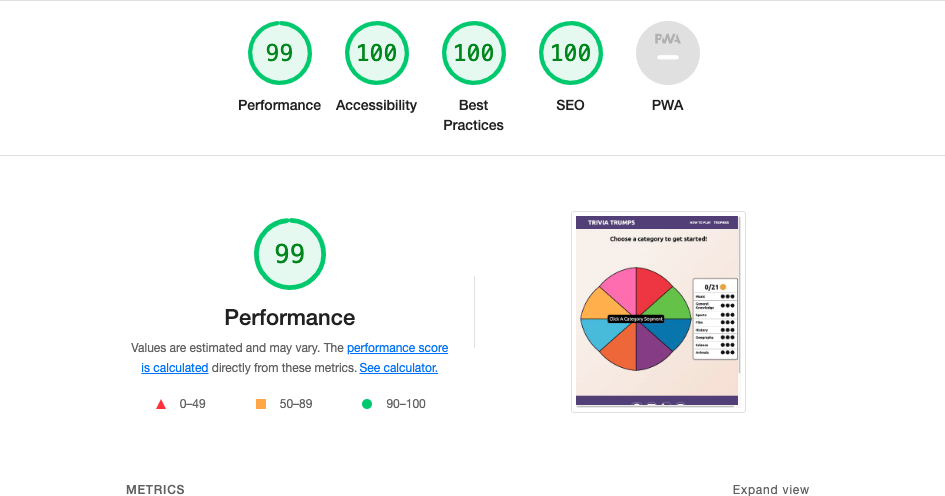 99
100
100
100
PWA
Performance
Accessibility
Best
Practices
SEO
PWA
99
Performance
Values are estimated and may vary. The performance score
is calculated directly from these metrics. See calculator.
0–49
50–89
90–100
TRIVIA TRUMPS
HOW TO PLAY
TROPHIES
Choose a category to get started!
Click A Category Segment
0/21
Music
General
Knowledge
Sports
Film
History
Geography
Science
Animals
METRICS
Expand view